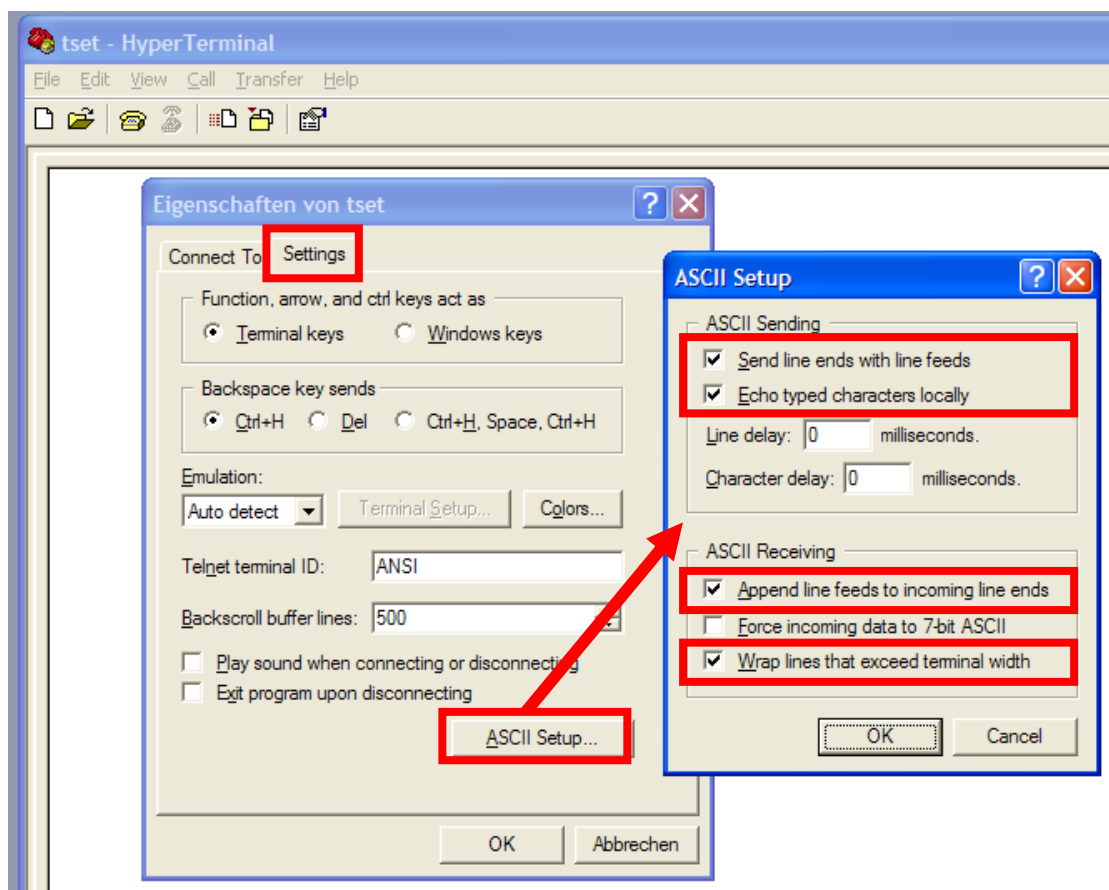 tset - HyperTerminal
File Edit View Call Transfer Help
Eigenschaften von tset
Connect To Settings
Function, arrow, and ctrl keys act as
Terminal keys Windows keys
Backspace key sends
Ctrl+H Del Ctrl+H, Space, Ctrl+H
Emulation:
Auto detect Terminal Setup... Colors...
Telnet terminal ID: ANSI
Backscroll buffer lines: 500
Play sound when connecting or disconnecting
Exit program upon disconnecting
ASCII Setup...
OK Abbrechen
ASCII Setup
ASCII Sending
Send line ends with line feeds
Echo typed characters locally
Line delay: 0 milliseconds.
Character delay: 0 milliseconds.
ASCII Receiving
Append line feeds to incoming line ends
Force incoming data to 7-bit ASCII
Wrap lines that exceed terminal width
OK Cancel